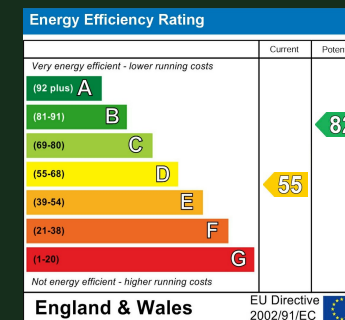 Energy Efficiency Rating
Current Poten
Very energy efficient - lower running costs
(92 plus) A
(81-91) B
82
(69-80) C
(55-68) D
55
(39-54) E
(21-38) F
(1-20) G
Not energy efficient - higher running costs
England & Wales
EU Directive
2002/91/EC